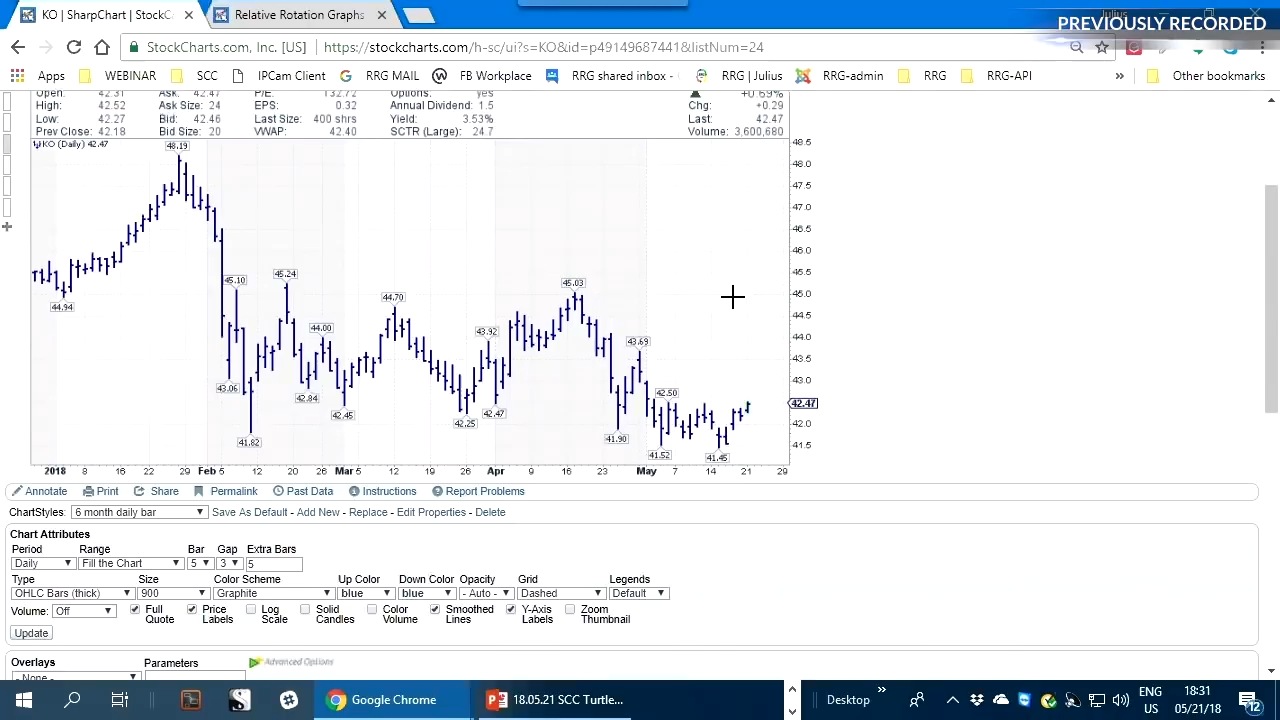 KO | SharpChart | StockC
Relative Rotation Graphs
Julius
PREVIOUSLY RECORDED
StockCharts.com, Inc. [US]
https://stockcharts.com/h-sc/ui?s=KO&id=p49149687441&listNum=24
Apps WEBINAR SCC IPCam Client RRG MAIL FB Workplace RRG shared inbox - RRG | Julius RRG-admin RRG RRG-API » Other bookmarks
Open: 42.31 Ask: 42.47 P/E: 132.72 Options: yes +0.69%
High: 42.52 Ask Size: 24 EPS: 0.32 Annual Dividend: 1.5 Chg: +0.29
Low: 42.27 Bid: 42.46 Last Size: 400 shrs Yield: 3.53% Last: 42.47
Prev Close: 42.18 Bid Size: 20 VWAP: 42.40 SCTR (Large): 24.7 Volume: 3,600,680
KO (Daily) 42.47
48.19
48.5
48.0
47.5
47.0
46.5
46.0
45.5
45.10 45.24 45.03
45.0
44.94 44.70
44.5
44.00 43.92 43.69
44.0
43.5
43.06 42.84 42.50
43.0
42.45 42.25 42.47
42.47
42.0
41.82 41.90 41.52 41.45
41.5
2018 8 16 22 29 Feb 5 12 20 26 Mar 5 12 19 26 Apr 9 16 23 May 7 14 21 29
Annotate Print Share Permalink Past Data Instructions Report Problems
ChartStyles: 6 month daily bar Save As Default - Add New - Replace - Edit Properties - Delete
Chart Attributes
Period Range Bar Gap Extra Bars
Daily Fill the Chart 5 3 5
Type Size Color Scheme Up Color Down Color Opacity Grid Legends
OHLC Bars (thick) 900 Graphite blue blue - Auto - Dashed Default
Volume: Off Full Quote Price Labels Log Scale Solid Candles Color Volume Smoothed Lines Y-Axis Labels Zoom Thumbnail
Update
Overlays Parameters Advanced Options
- None -
Google Chrome
18.05.21 SCC Turtle...
Desktop »
ENG
US
18:31
05/21/18
12